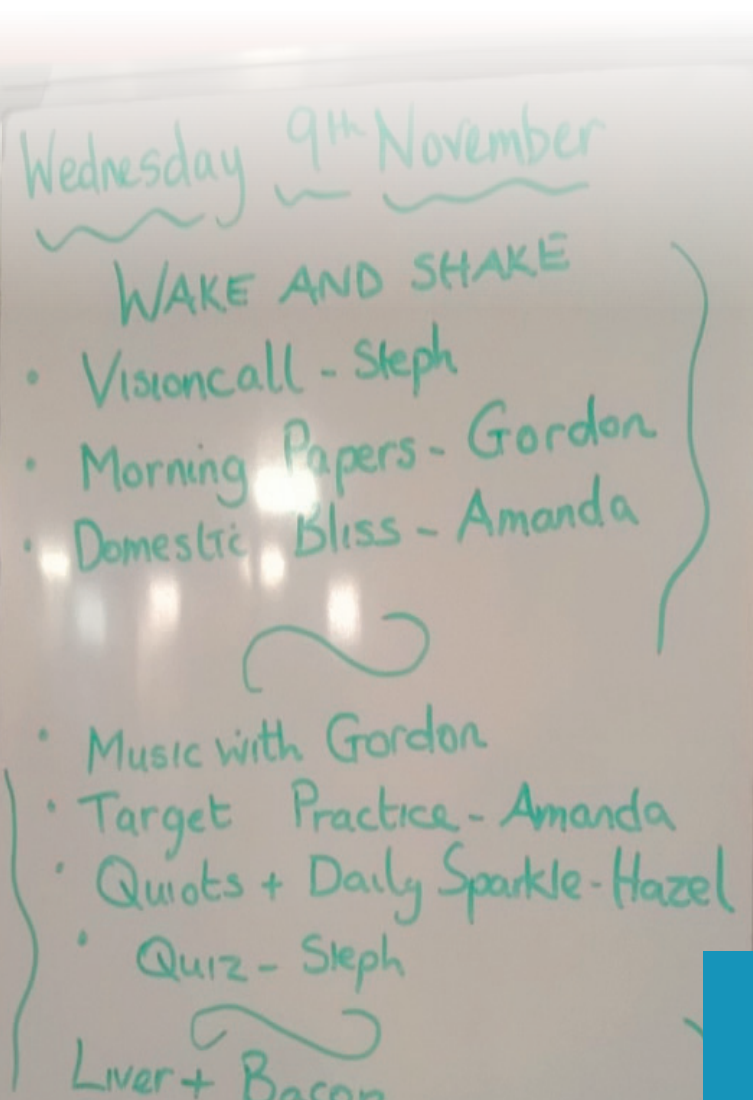 Wednesday 9th November
WAKE AND SHAKE
• Visioncall - Steph
• Morning Papers - Gordon
• Domestic Bliss - Amanda
• Music with Gordon
• Target Practice - Amanda
• Quiots + Daily Sparkle - Hazel
• Quiz - Steph
Liver + Bacon